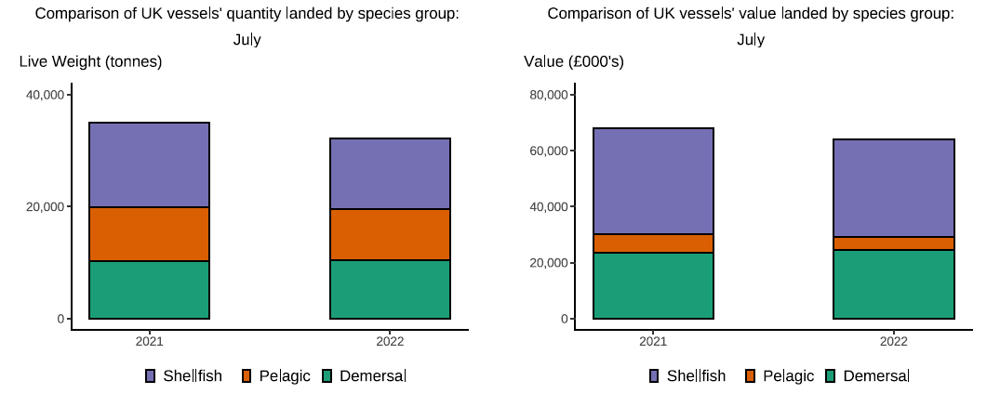 Comparison of UK vessels' quantity landed by species group:
July
Live Weight (tonnes)
40,000
20,000
0
2021
2022
Shellfish
Pelagic
Demersal
Comparison of UK vessels' value landed by species group:
July
Value (£000's)
80,000
60,000
40,000
20,000
0
2021
2022
Shellfish
Pelagic
Demersal